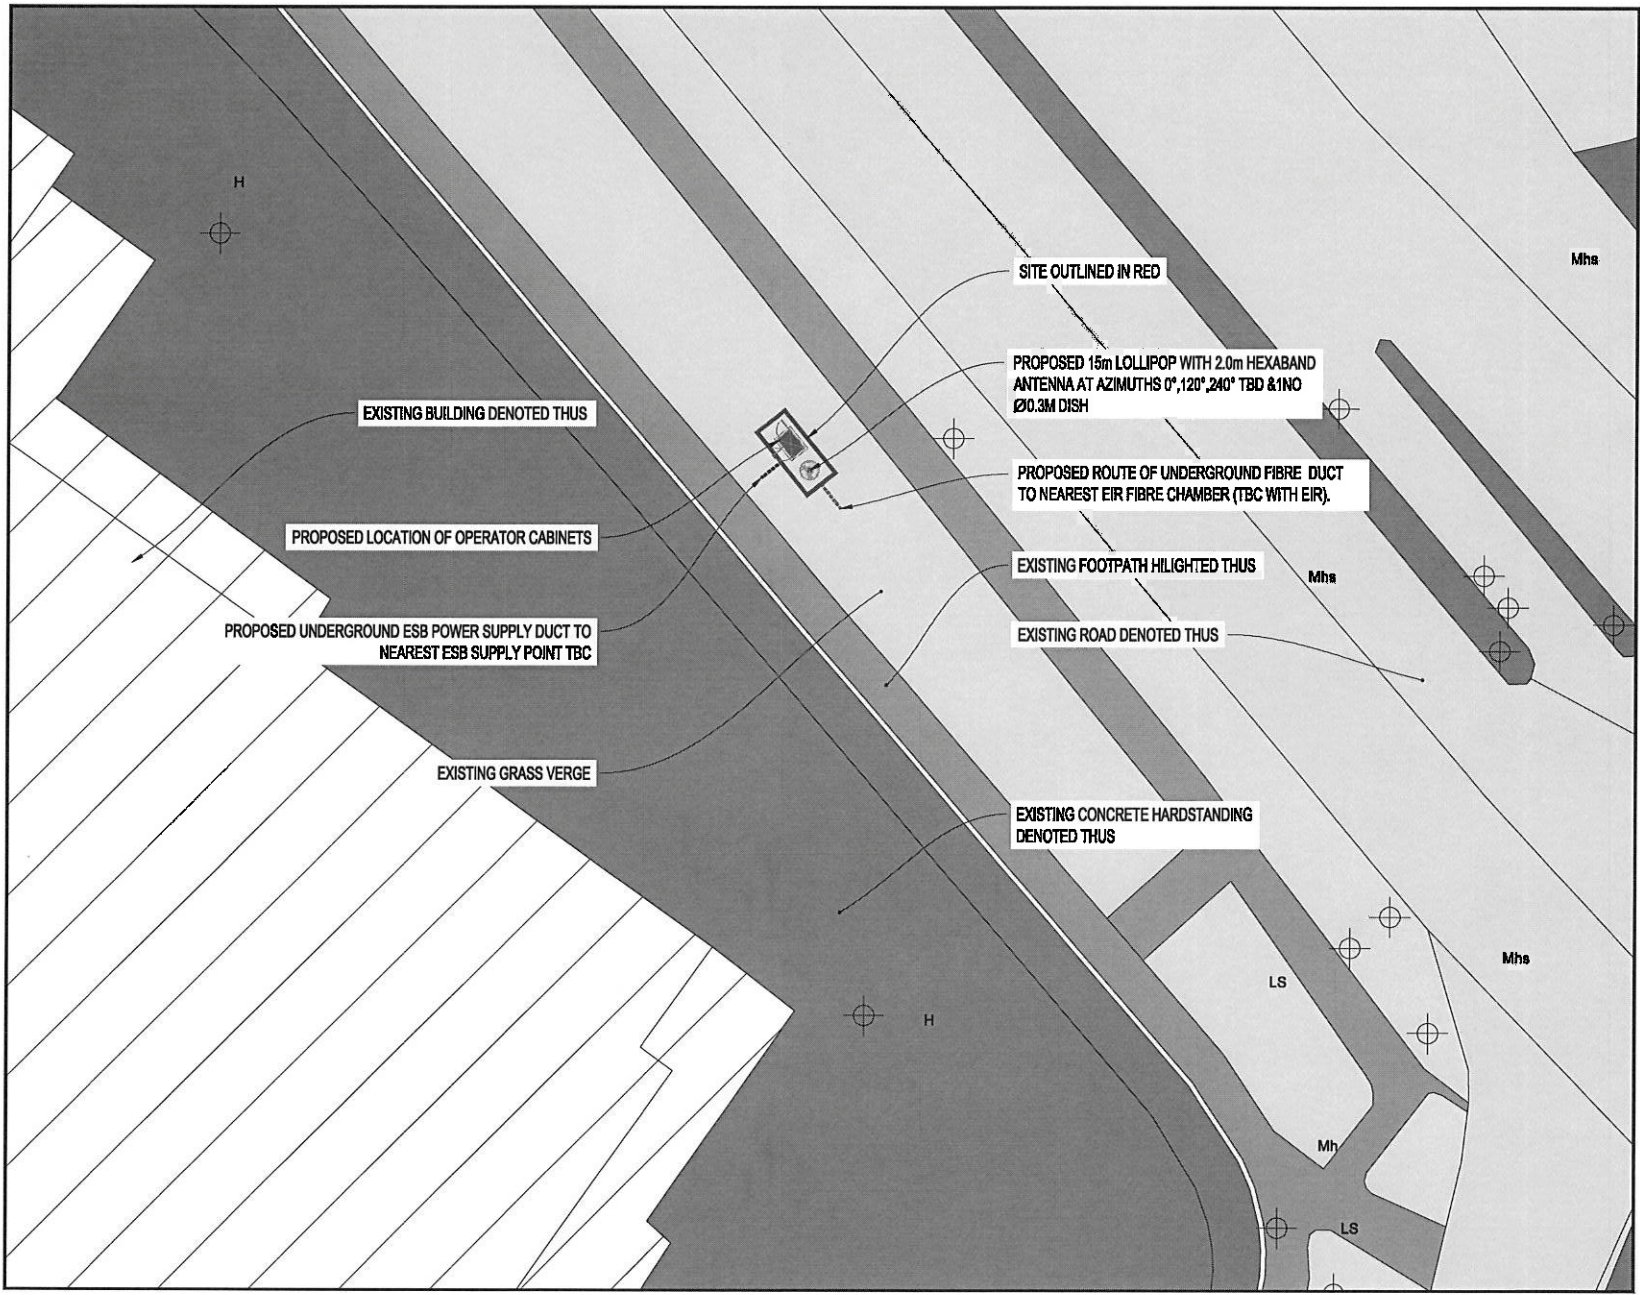 H
Mhs
SITE OUTLINED IN RED
PROPOSED 15m LOLLIPOP WITH 2.0m HEXABAND
ANTENNA AT AZIMUTHS 0°,120°,240° TBD &1NO
Ø0.3M DISH
EXISTING BUILDING DENOTED THUS
PROPOSED ROUTE OF UNDERGROUND FIBRE DUCT
TO NEAREST EIR FIBRE CHAMBER (TBC WITH EIR).
PROPOSED LOCATION OF OPERATOR CABINETS
EXISTING FOOTPATH HILIGHTED THUS
Mhs
PROPOSED UNDERGROUND ESB POWER SUPPLY DUCT TO
NEAREST ESB SUPPLY POINT TBC
EXISTING ROAD DENOTED THUS
EXISTING GRASS VERGE
EXISTING CONCRETE HARDSTANDING
DENOTED THUS
Mhs
LS
H
Mh
LS